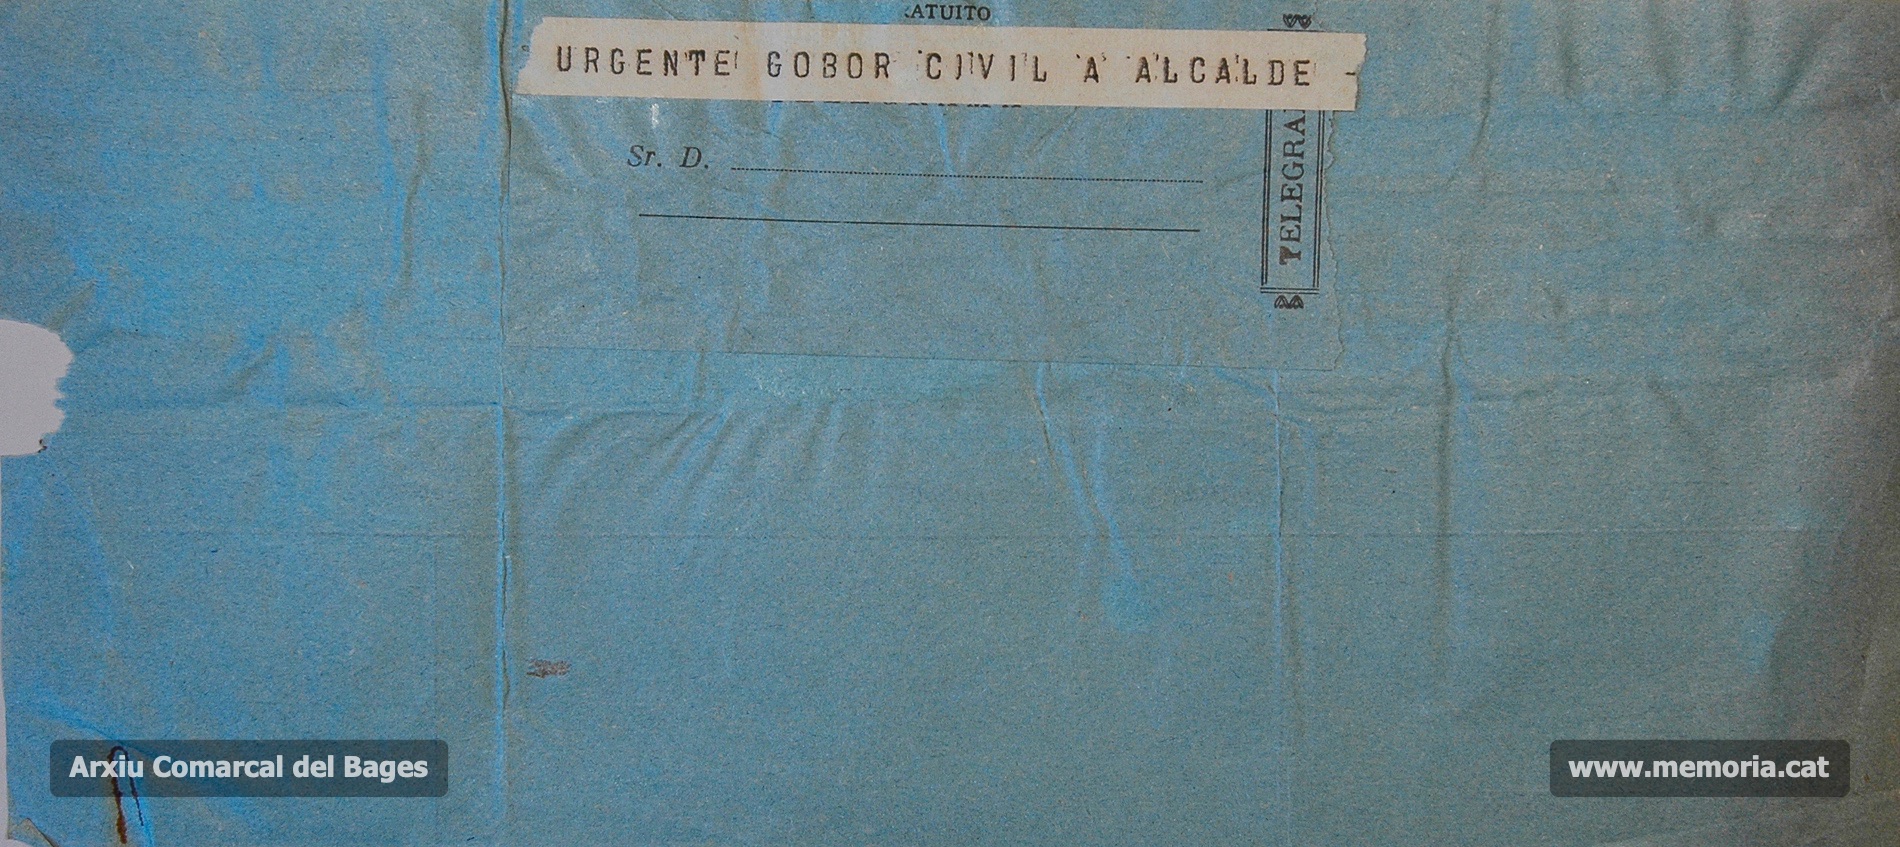 ATUITO
URGENTE GOBOR CIVIL A ALCALDE -
Sr. D.
TELEGRA
Arxiu Comarcal del Bages
www.memoria.cat